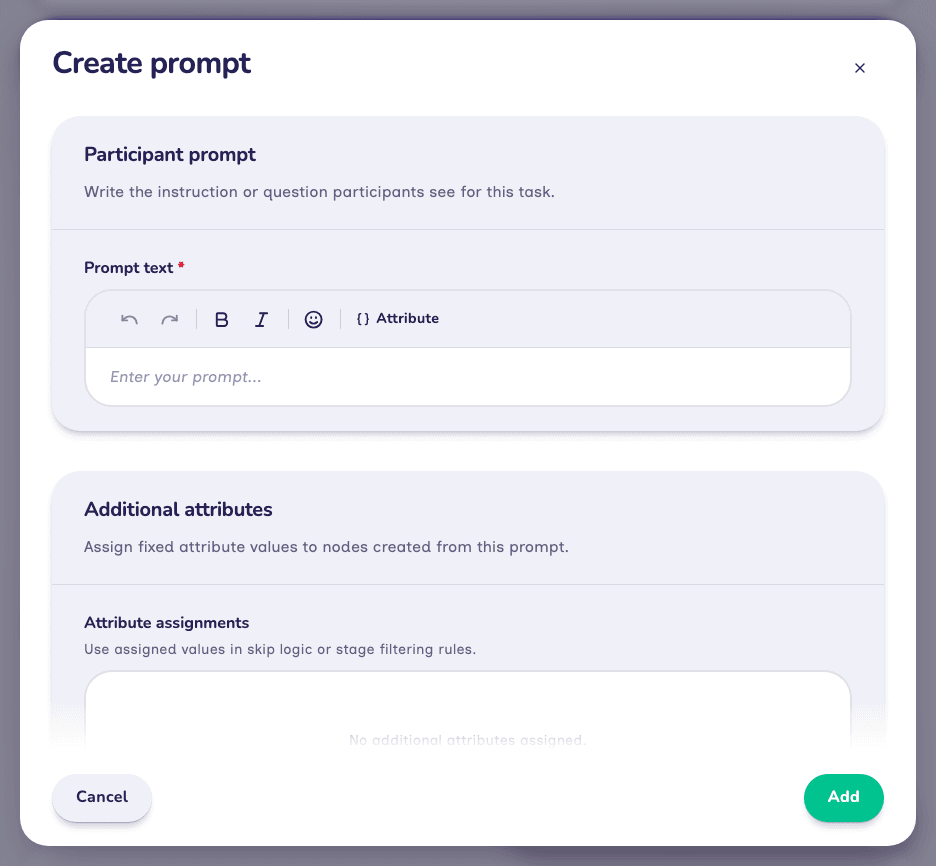 Create prompt
Participant prompt
Write the instruction or question participants see for this task.
Prompt text *
B I {} Attribute
Enter your prompt...
Additional attributes
Assign fixed attribute values to nodes created from this prompt.
Attribute assignments
Use assigned values in skip logic or stage filtering rules.
No additional attributes assigned.
Cancel
Add